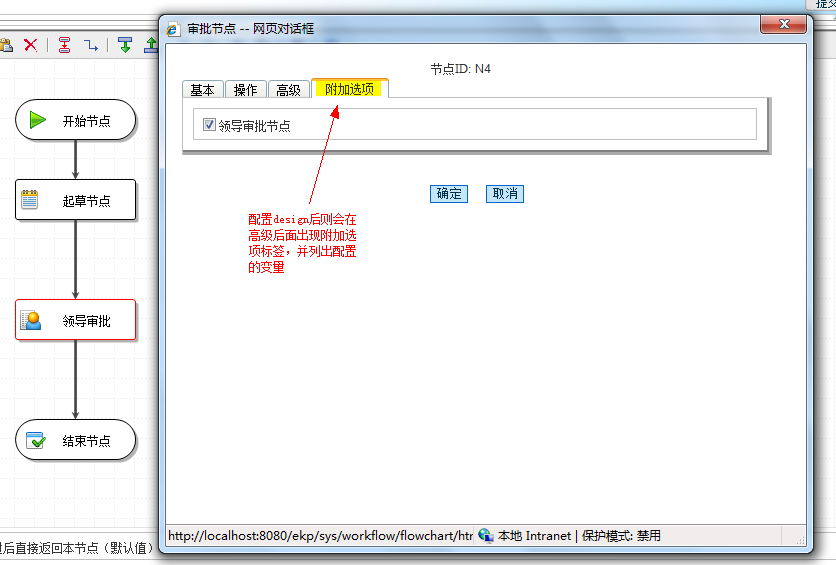 提交
审批节点 -- 网页对话框
节点ID: N4
基本 操作 高级 附加选项
领导审批节点
确定 取消
配置design后则会在
高级后面出现附加选
项标签，并列出配置
的变量
开始节点
起草节点
领导审批
结束节点
过后直接返回本节点（默认值）
http://localhost:8080/ekp/sys/workflow/flowchart/htr
本地 Intranet | 保护模式: 禁用